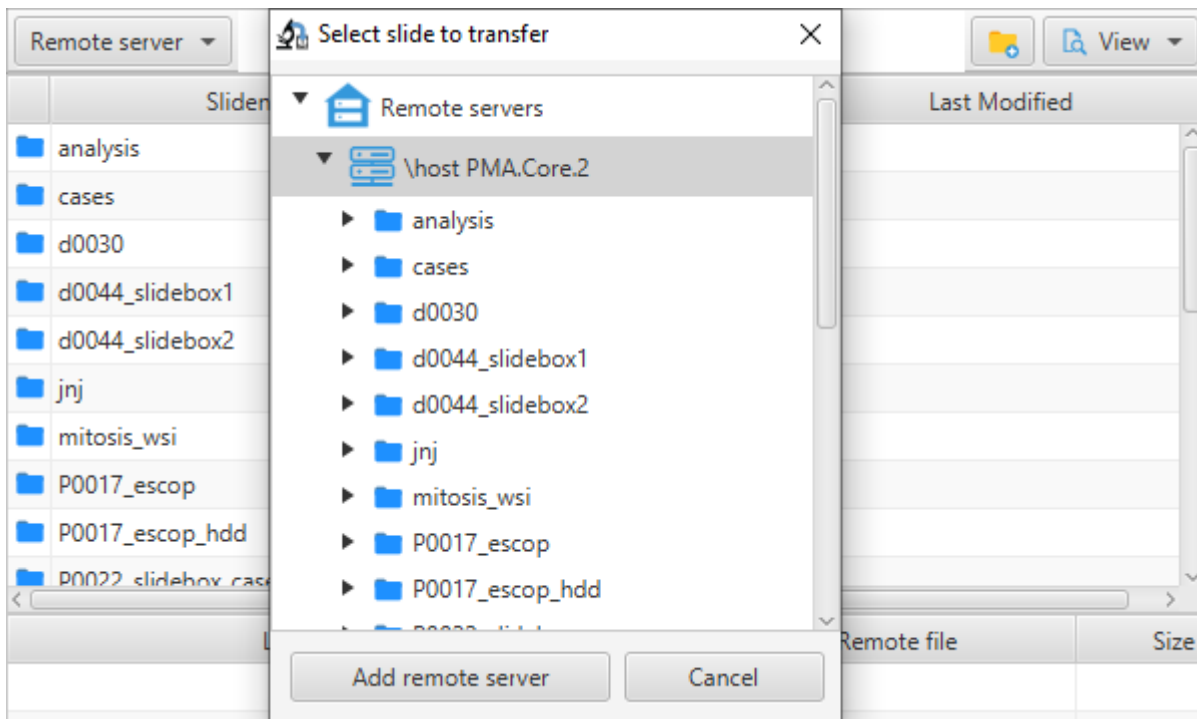 Remote server
Select slide to transfer
View
Last Modified
Remote servers
\host PMA.Core.2
analysis
cases
d0030
d0044_slidebox1
d0044_slidebox2
jnj
mitosis_wsi
P0017_escop
P0017_escop_hdd
analysis
cases
d0030
d0044_slidebox1
d0044_slidebox2
jnj
mitosis_wsi
P0017_escop
P0017_escop_hdd
Remote file
Size
Add remote server
Cancel